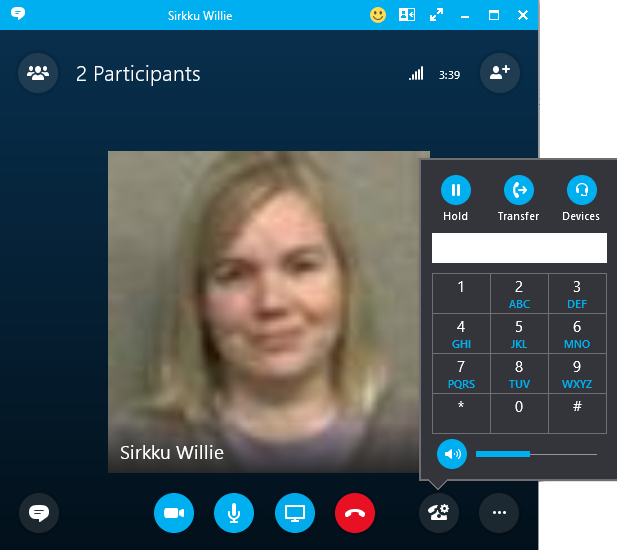 Sirkku Willie
2 Participants
3:39
Hold Transfer Devices
1 2 3
ABC DEF
4 5 6
GHI JKL MNO
7 8 9
PQRS TUV WXYZ
* 0 #
Sirkku Willie